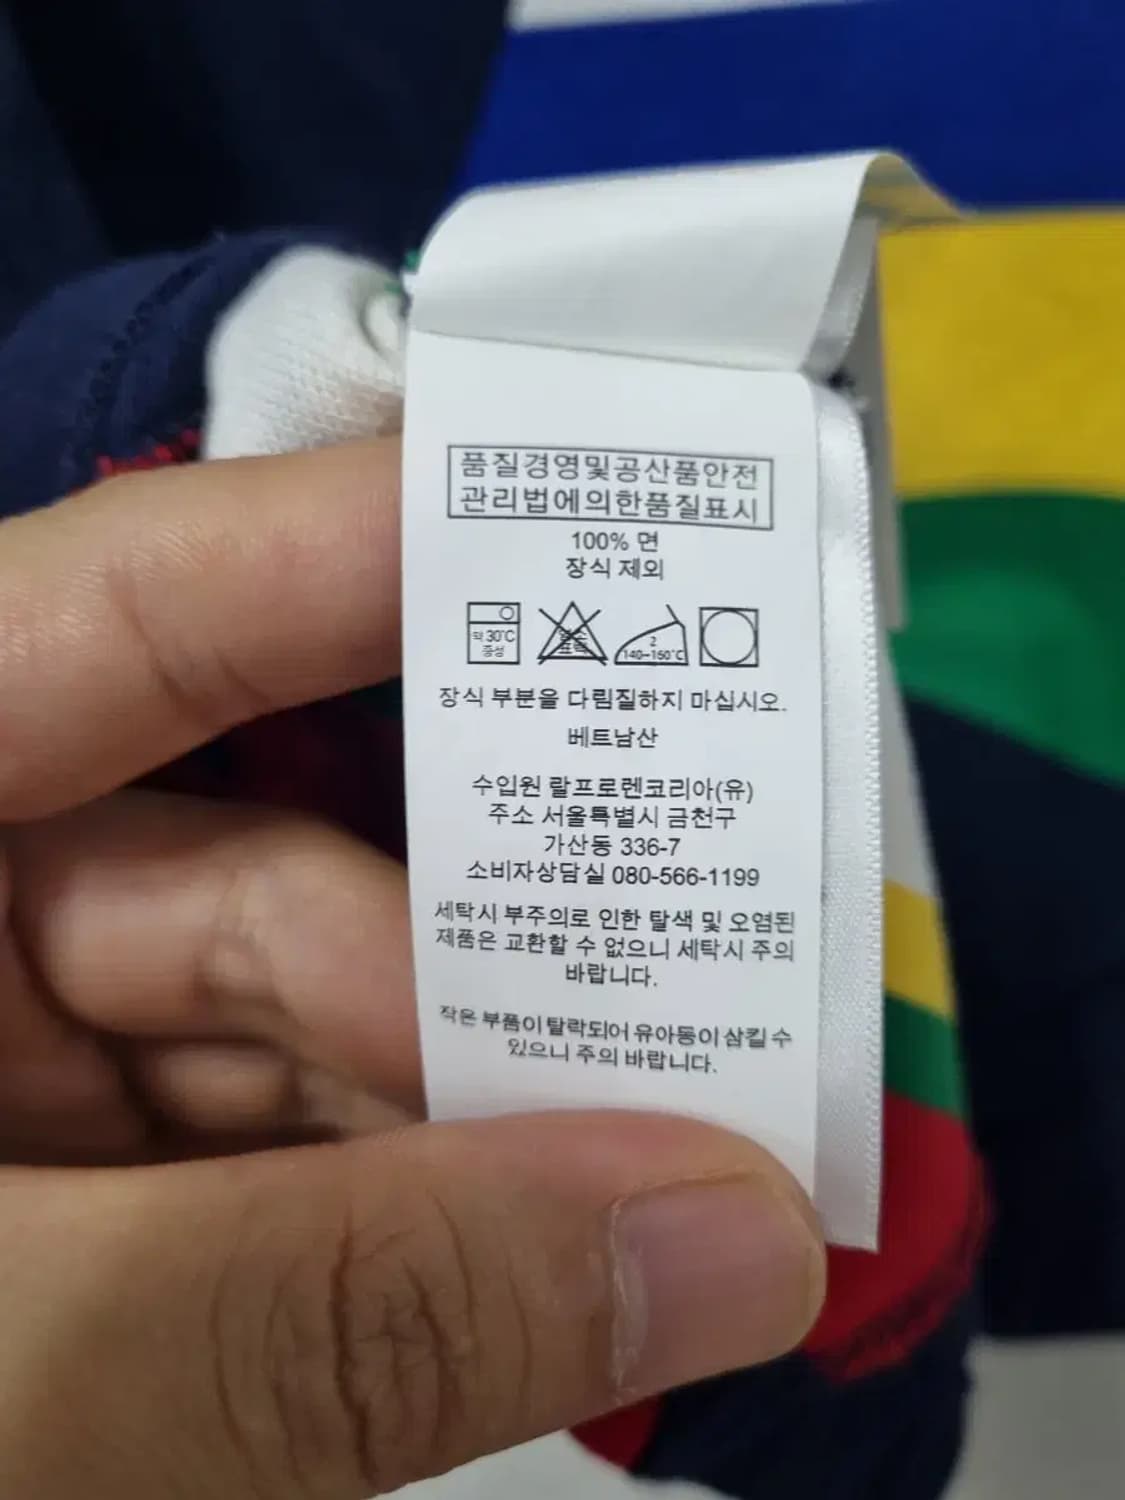 품질경영및공산품안전
관리법에의한품질표시
100% 면
장식 제외
약 30°C
중성
염소
표백
2
140~160°C
장식 부분을 다림질하지 마십시오.
베트남산
수입원 랄프로렌코리아(유)
주소 서울특별시 금천구
가산동 336-7
소비자상담실 080-566-1199
세탁시 부주의로 인한 탈색 및 오염된
제품은 교환할 수 없으니 세탁시 주의
바랍니다.
작은 부품이 탈락되어 유아동이 삼킬 수
있으니 주의 바랍니다.